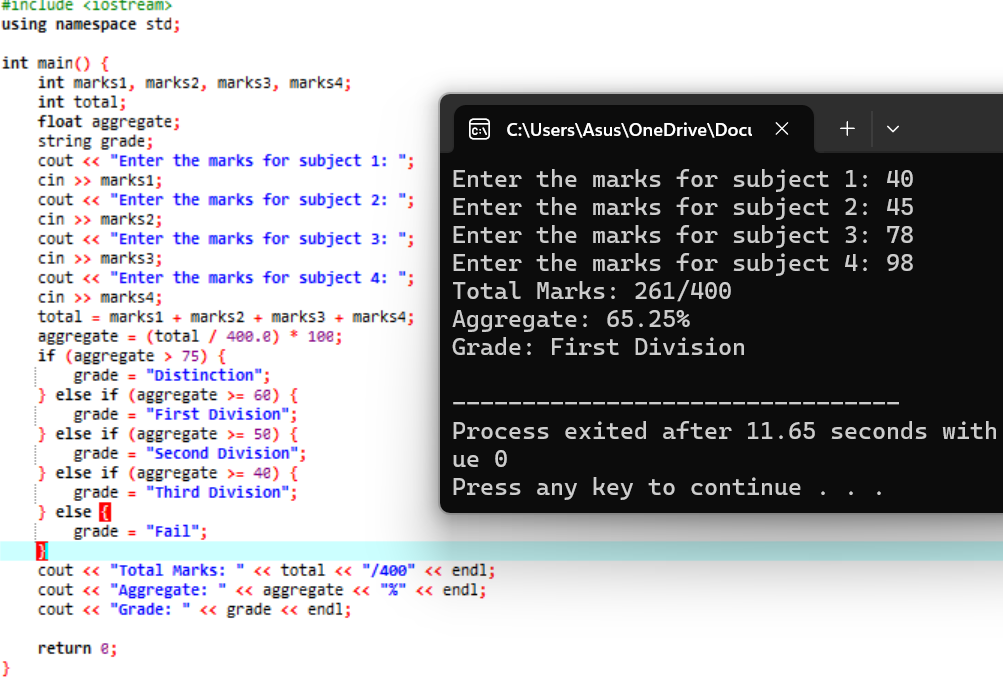 #include <iostream>
using namespace std;
int main() {
    int marks1, marks2, marks3, marks4;
    int total;
    float aggregate;
    string grade;
    cout << "Enter the marks for subject 1: ";
    cin >> marks1;
    cout << "Enter the marks for subject 2: ";
    cin >> marks2;
    cout << "Enter the marks for subject 3: ";
    cin >> marks3;
    cout << "Enter the marks for subject 4: ";
    cin >> marks4;
    total = marks1 + marks2 + marks3 + marks4;
    aggregate = (total / 400.0) * 100;
    if (aggregate > 75) {
        grade = "Distinction";
    } else if (aggregate >= 60) {
        grade = "First Division";
    } else if (aggregate >= 50) {
        grade = "Second Division";
    } else if (aggregate >= 40) {
        grade = "Third Division";
    } else {
        grade = "Fail";
    }
    cout << "Total Marks: " << total << "/400" << endl;
    cout << "Aggregate: " << aggregate << "%" << endl;
    cout << "Grade: " << grade << endl;
    return 0;
}
C:\Users\Asus\OneDrive\Docu
Enter the marks for subject 1: 40
Enter the marks for subject 2: 45
Enter the marks for subject 3: 78
Enter the marks for subject 4: 98
Total Marks: 261/400
Aggregate: 65.25%
Grade: First Division
--------------------------------
Process exited after 11.65 seconds with
ue 0
Press any key to continue . . .